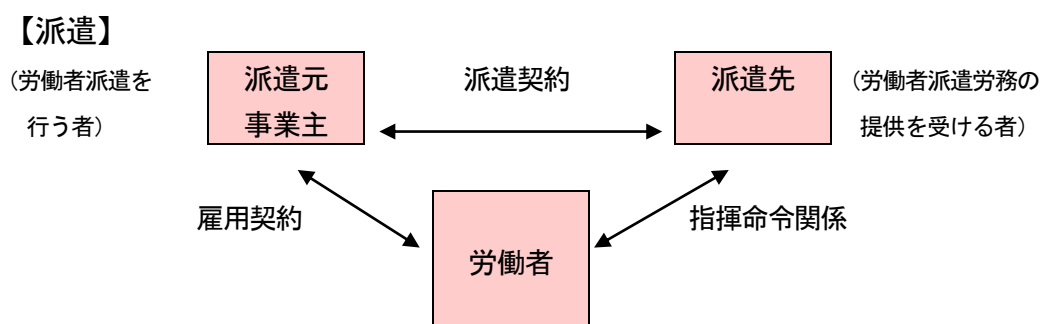 【派遣】
(労働者派遣を
行う者)
派遣元
事業主
派遣契約
派遣先
(労働者派遣労務の
提供を受ける者)
雇用契約
指揮命令関係
労働者